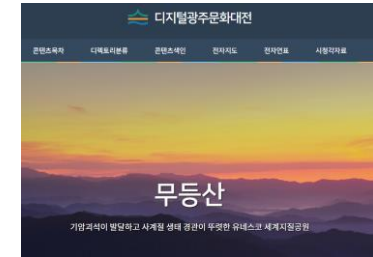 디지털광주문화대전
콘텐츠목차 디렉토리분류 콘텐츠색인 전자지도 전자연표 시청각자료
무등산
기암괴석이 발달하고 사계절 생태 경관이 뚜렷한 유네스코 세계지질공원